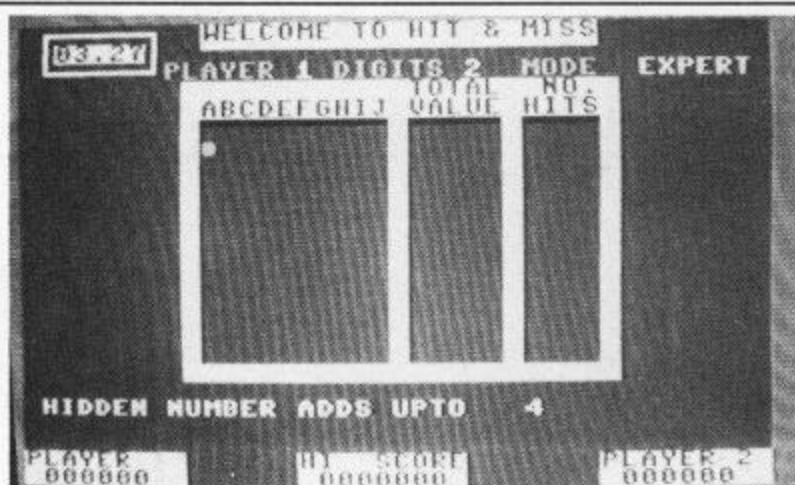 WELCOME TO HIT & MISS
03.27
PLAYER 1 DIGITS 2 MODE EXPERT
TOTAL NO.
ABCDEFGHIJ VALUE HITS
HIDDEN NUMBER ADDS UPTO 4
PLAYER HI SCORE PLAYER 2
000000 0000000 000000